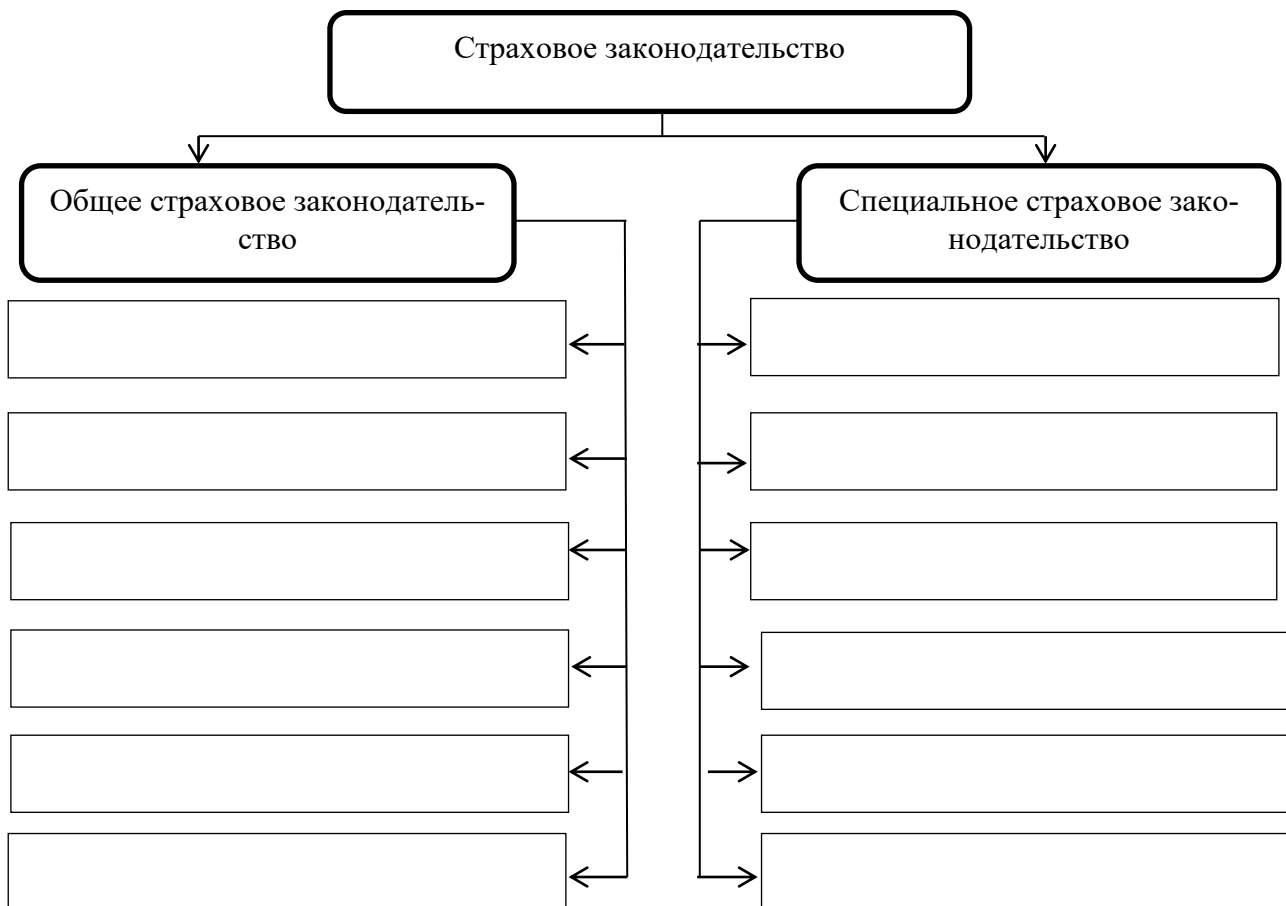 Страховое законодательство
Общее страховое законодатель-
ство
Специальное страховое зако-
нодательство